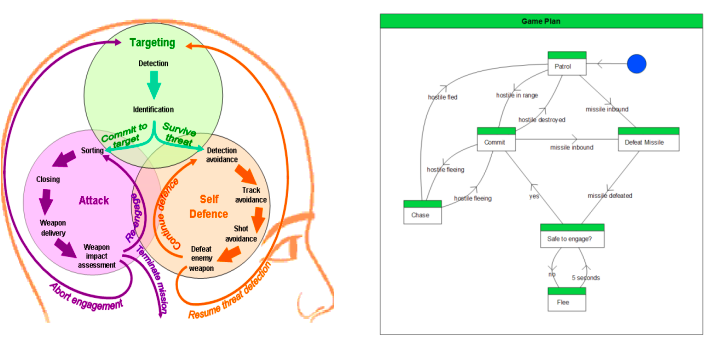 Targeting
Detection
Identification
Commit to
target
Survive
threat
Sorting
Closing
Attack
Weapon
delivery
Weapon
impact
assessment
Re-engage
Terminate mission
Abort engagement
Detection
avoidance
Track
avoidance
Self
Defence
Shot
avoidance
Defeat
enemy
weapon
Continue defence
Resume threat detection
Game Plan
Patrol
hostile fled
hostile in range
hostile destroyed
missile inbound
Commit
missile inbound
Defeat Missile
hostile fleeing
hostile fleeing
Chase
yes
missile defeated
Safe to engage?
no
5 seconds
Flee